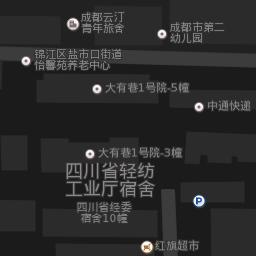 成都云汀
青年旅舍
成都市第二
幼儿园
锦江区盐市口街道
怡馨苑养老中心
大有巷1号院-5幢
中通快递
大有巷1号院-3幢
四川省轻纺
工业厅宿舍
P
四川省经委
宿舍10幢
红旗超市